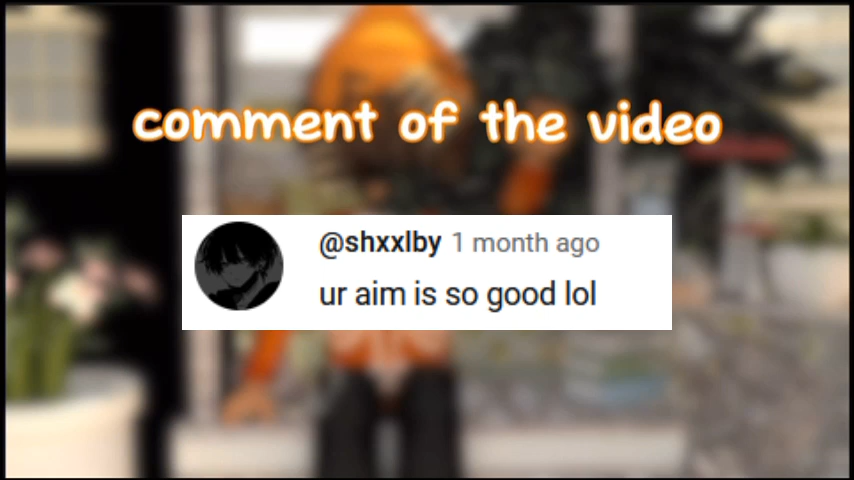 comment of the video
@shxxlby 1 month ago
ur aim is so good lol